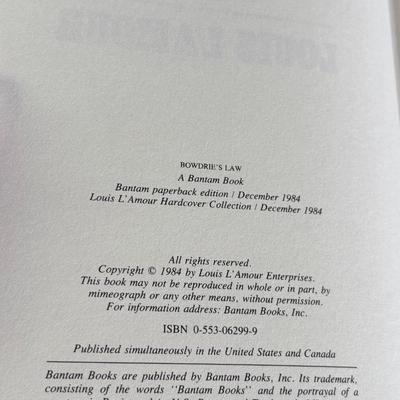 BOWDRIE'S LAW
A Bantam Book
Bantam paperback edition / December 1984
Louis L'Amour Hardcover Collection / December 1984
All rights reserved.
Copyright © 1984 by Louis L'Amour Enterprises.
This book may not be reproduced in whole or in part, by
mimeograph or any other means, without permission.
For information address: Bantam Books, Inc.
ISBN 0-553-06299-9
Published simultaneously in the United States and Canada
Bantam Books are published by Bantam Books, Inc. Its trademark,
consisting of the words "Bantam Books" and the portrayal of a